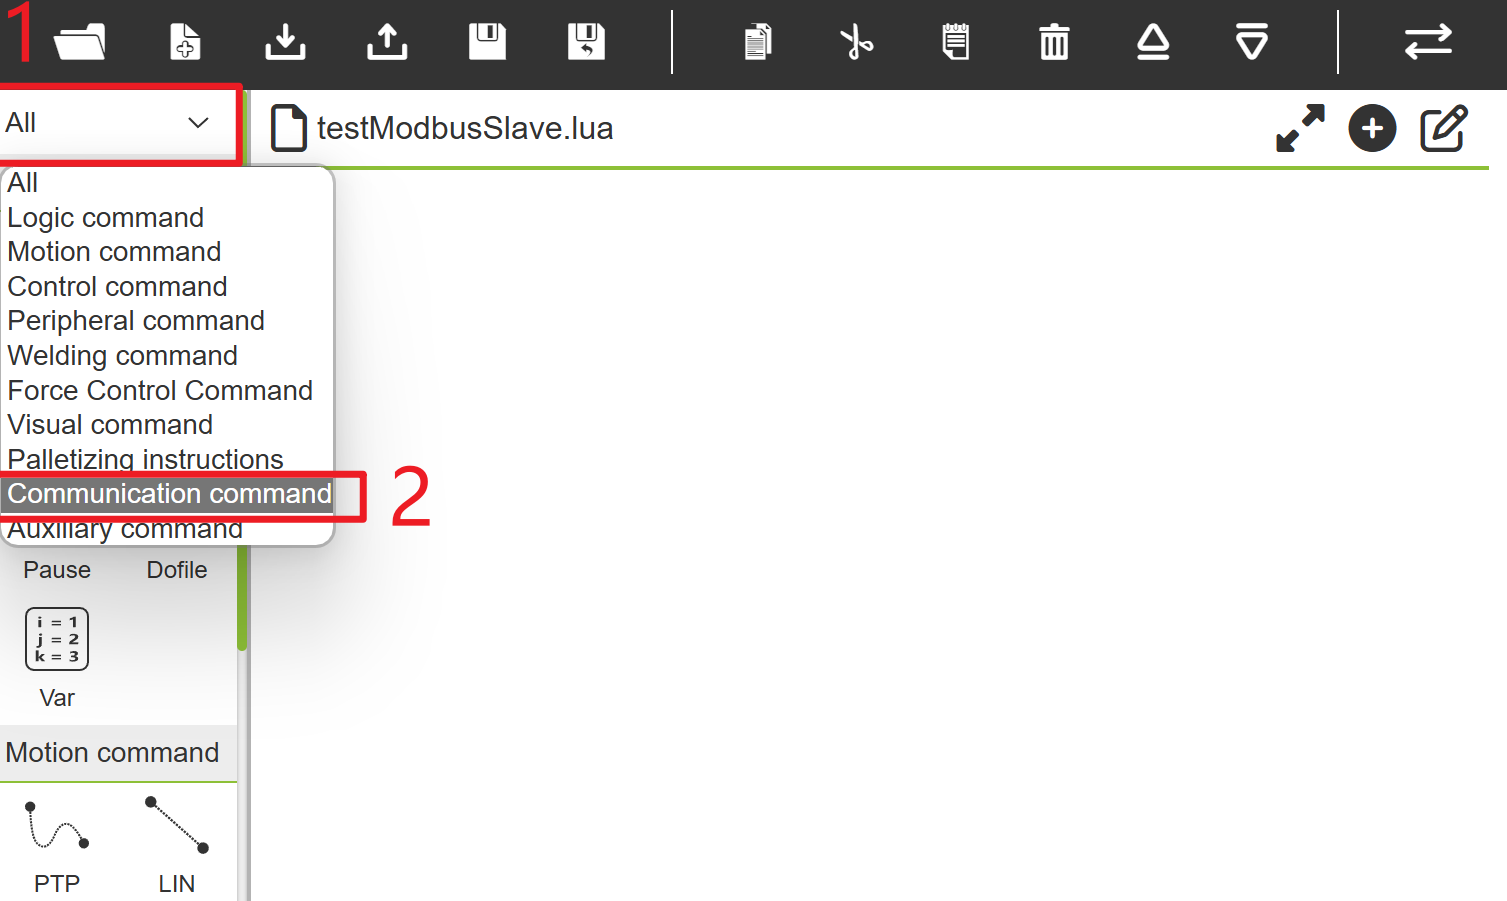 1
All
testModbusSlave.lua
All
Logic command
Motion command
Control command
Peripheral command
Welding command
Force Control Command
Visual command
Palletizing instructions
Communication command
2
Auxiliary command
Pause Dofile
i = 1
j = 2
k = 3
Var
Motion command
PTP LIN